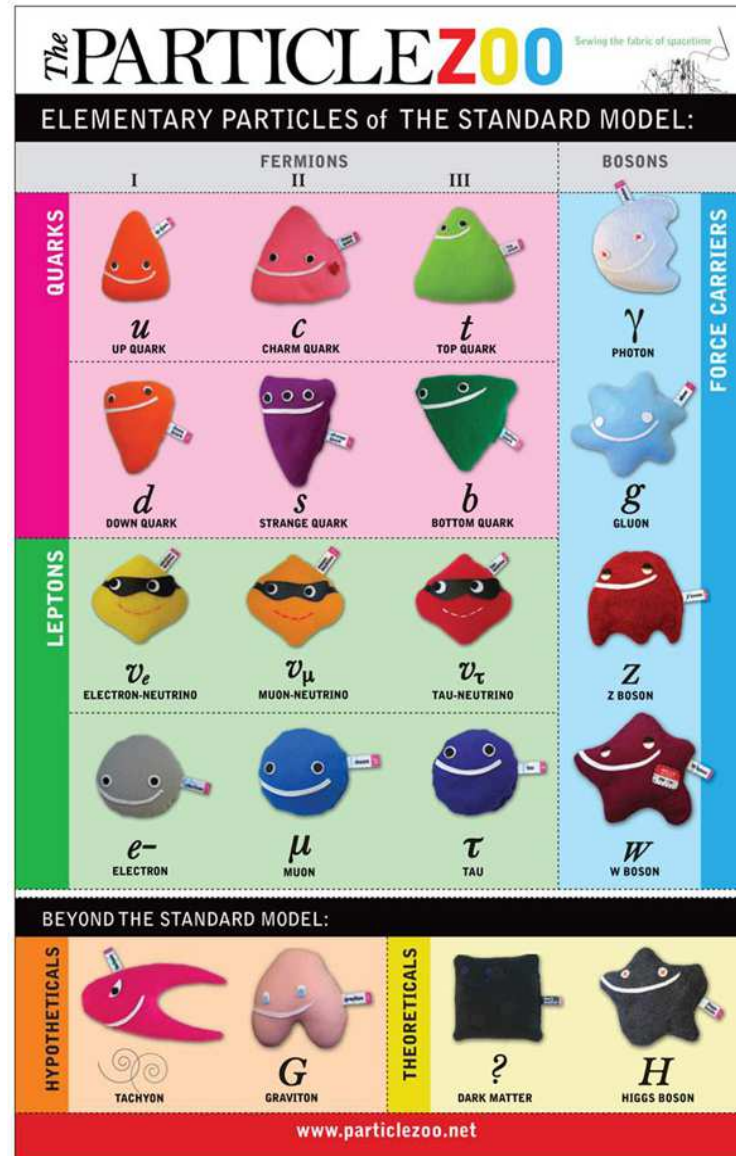 The PARTICLE ZOO
Sewing the fabric of spacetime
ELEMENTARY PARTICLES of THE STANDARD MODEL:
FERMIONS
BOSONS
I II III
QUARKS
FORCE CARRIERS
u c t γ
UP QUARK CHARM QUARK TOP QUARK PHOTON
d s b g
DOWN QUARK STRANGE QUARK BOTTOM QUARK GLUON
LEPTONS
νe νμ ντ Z
ELECTRON-NEUTRINO MUON-NEUTRINO TAU-NEUTRINO Z BOSON
e- μ τ W
ELECTRON MUON TAU W BOSON
BEYOND THE STANDARD MODEL:
HYPOTHETICALS
THEORETICALS
G ? H
TACHYON GRAVITON DARK MATTER HIGGS BOSON
www.particlezoo.net